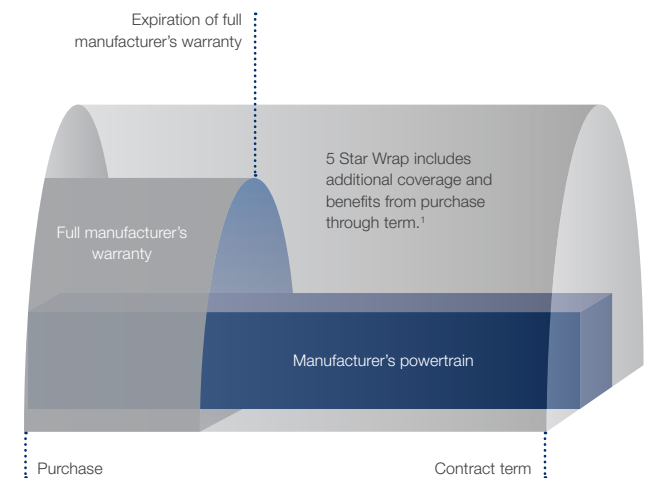 Expiration of full
manufacturer’s warranty
5 Star Wrap includes
additional coverage and
benefits from purchase
through term.¹
Full manufacturer’s
warranty
Manufacturer’s powertrain
Purchase
Contract term